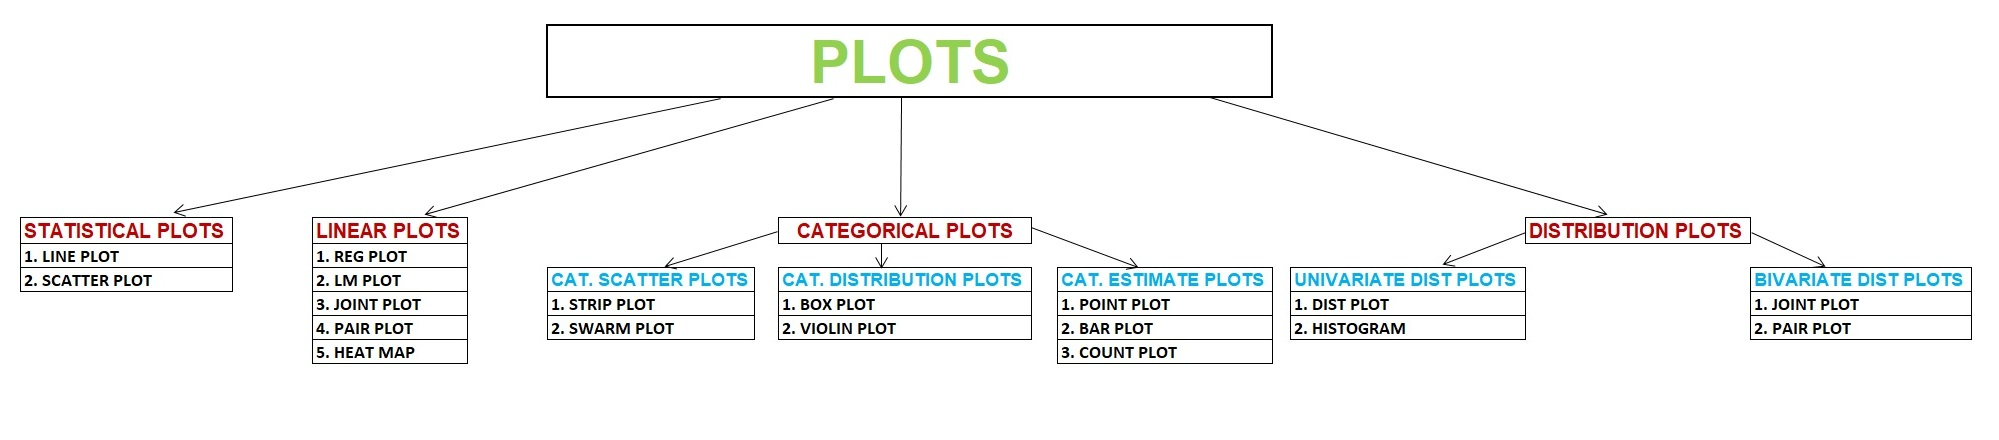 PLOTS
STATISTICAL PLOTS
1. LINE PLOT
2. SCATTER PLOT
LINEAR PLOTS
1. REG PLOT
2. LM PLOT
3. JOINT PLOT
4. PAIR PLOT
5. HEAT MAP
CATEGORICAL PLOTS
CAT. SCATTER PLOTS
1. STRIP PLOT
2. SWARM PLOT
CAT. DISTRIBUTION PLOTS
1. BOX PLOT
2. VIOLIN PLOT
CAT. ESTIMATE PLOTS
1. POINT PLOT
2. BAR PLOT
3. COUNT PLOT
DISTRIBUTION PLOTS
UNIVARIATE DIST PLOTS
1. DIST PLOT
2. HISTOGRAM
BIVARIATE DIST PLOTS
1. JOINT PLOT
2. PAIR PLOT